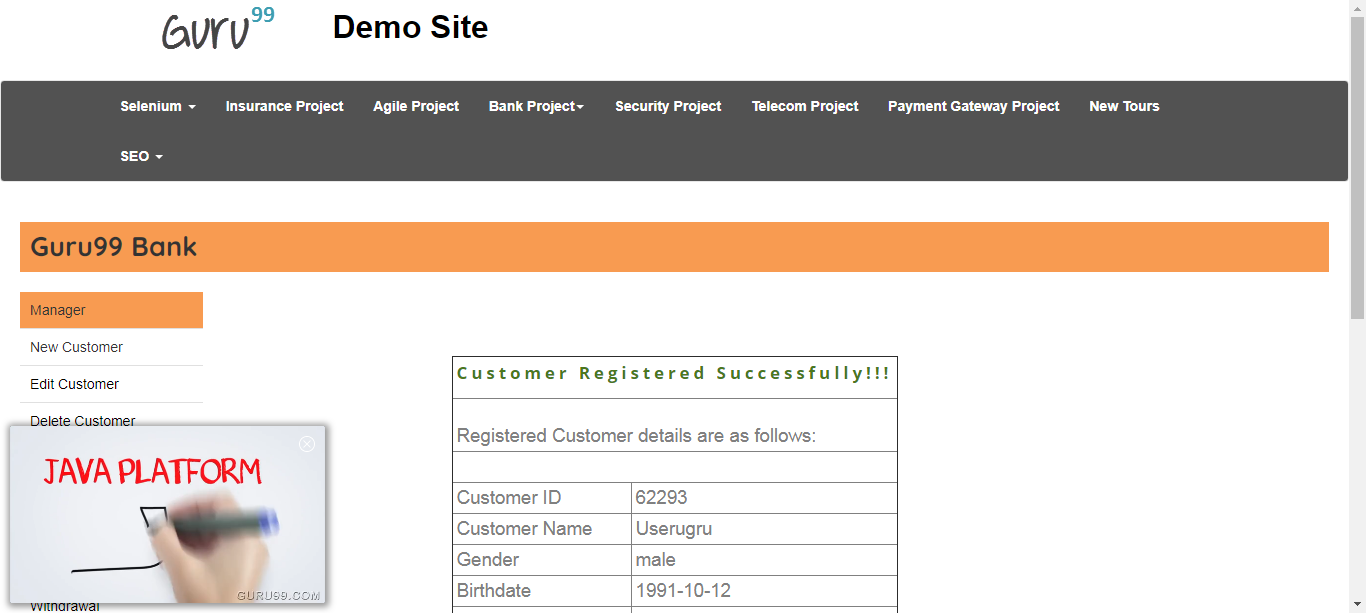 Guru99 Demo Site
Selenium Insurance Project Agile Project Bank Project Security Project Telecom Project Payment Gateway Project New Tours
SEO
Guru99 Bank
Manager
New Customer
Edit Customer
Delete Customer
JAVA PLATFORM
GURU99.COM
Withdrawal
Customer Registered Successfully!!!
Registered Customer details are as follows:
Customer ID 62293
Customer Name Userugru
Gender male
Birthdate 1991-10-12